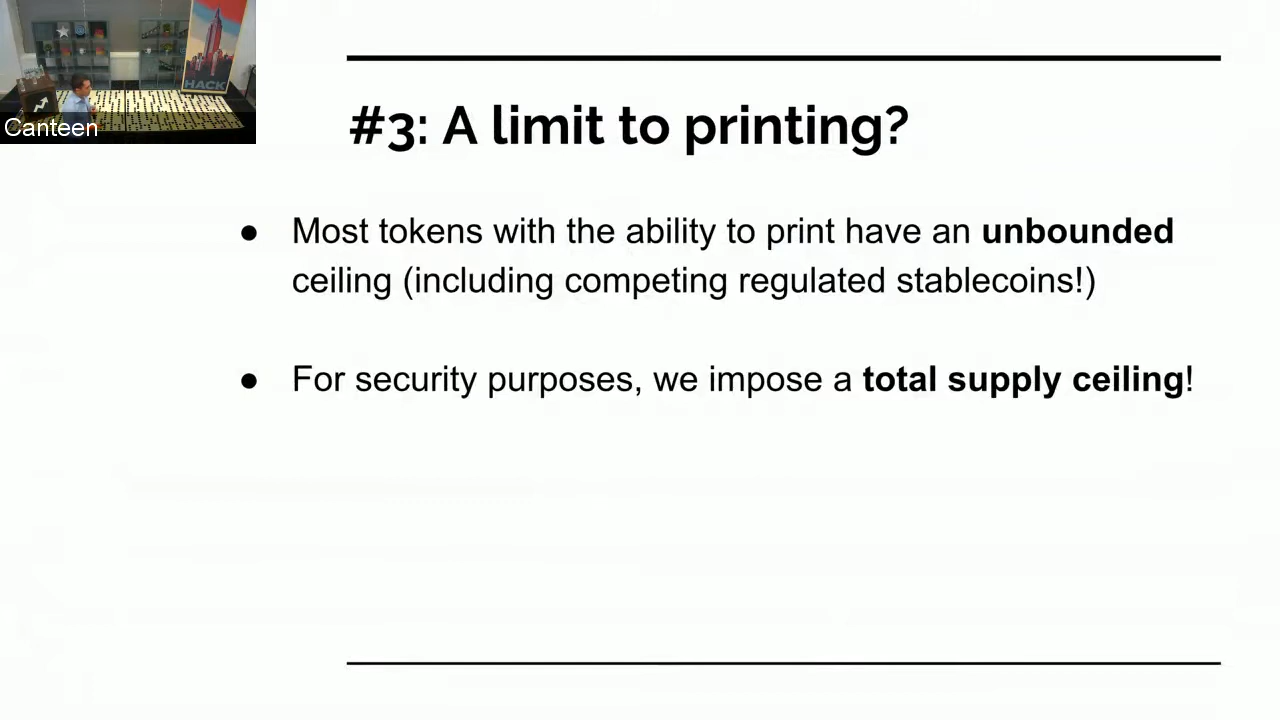 HACK
Canteen
#3: A limit to printing?
● Most tokens with the ability to print have an unbounded
ceiling (including competing regulated stablecoins!)
● For security purposes, we impose a total supply ceiling!